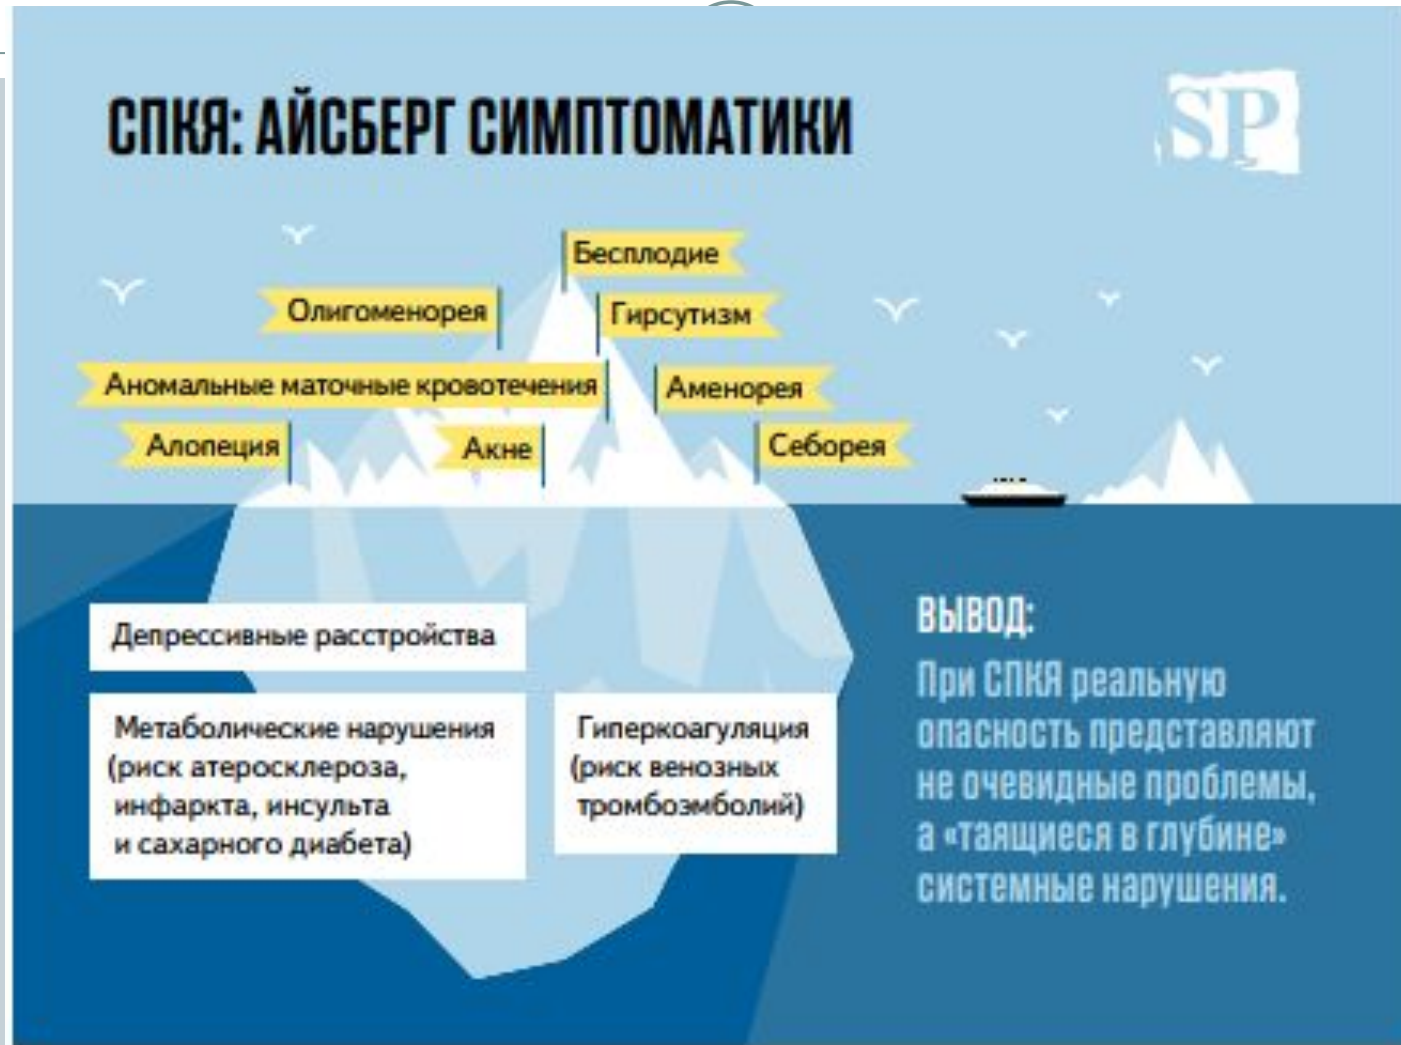 СПКЯ: АЙСБЕРГ СИМПТОМАТИКИ
SP
Бесплодие
Олигоменорея
Гирсутизм
Аномальные маточные кровотечения
Аменорея
Алопеция
Акне
Себорея
Депрессивные расстройства
Метаболические нарушения
(риск атеросклероза,
инфаркта, инсульта
и сахарного диабета)
Гиперкоагуляция
(риск венозных
тромбоэмболий)
ВЫВОД:
При СПКЯ реальную
опасность представляют
не очевидные проблемы,
а «таящиеся в глубине»
системные нарушения.